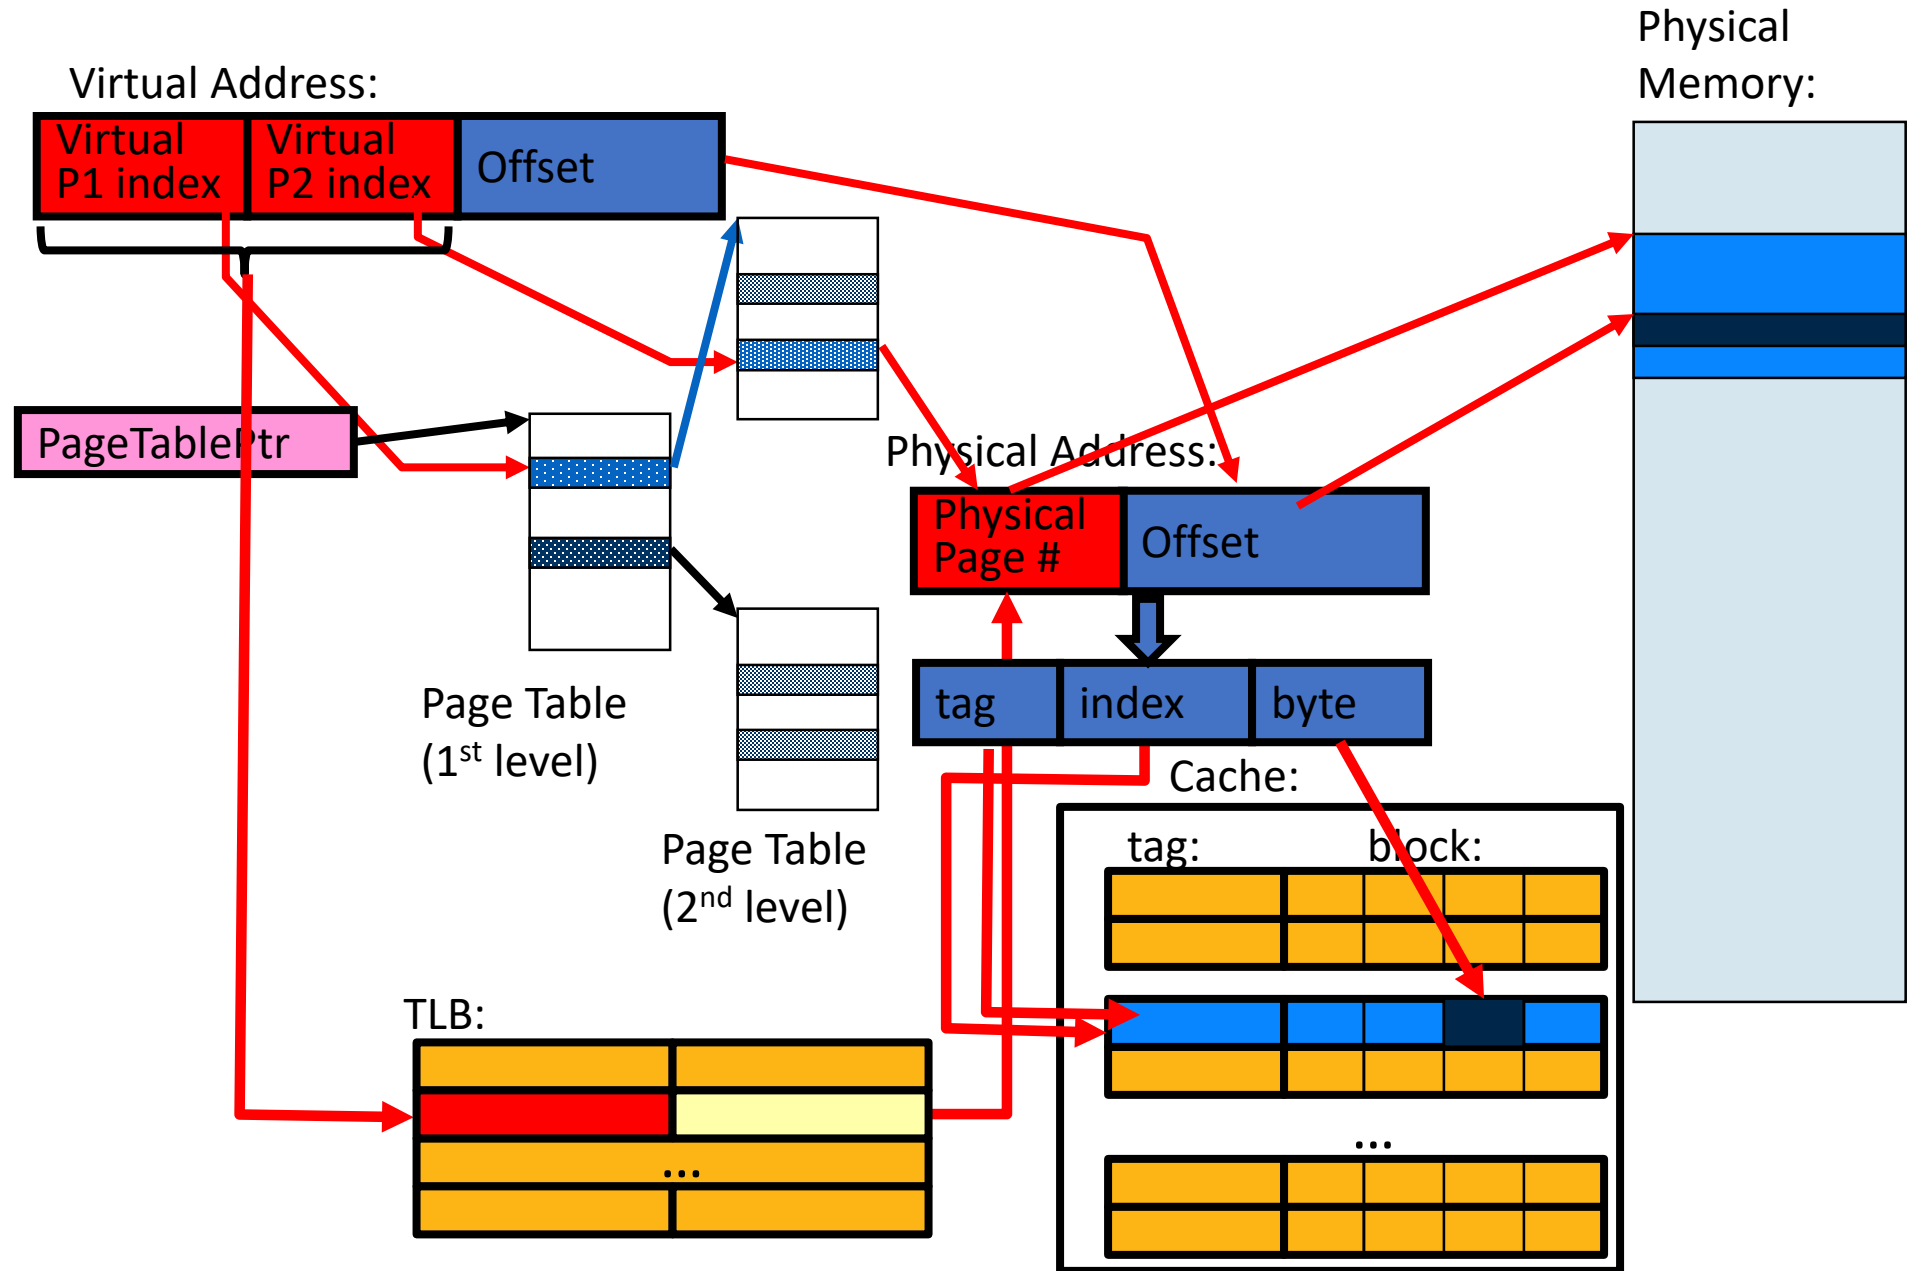 Physical
Memory:
Virtual Address:
Virtual
P1 index
Virtual
P2 index
Offset
PageTablePtr
Physical Address:
Physical
Page #
Offset
tag
index
byte
Page Table
(1st level)
Cache:
tag:
block:
Page Table
(2nd level)
TLB:
...
...